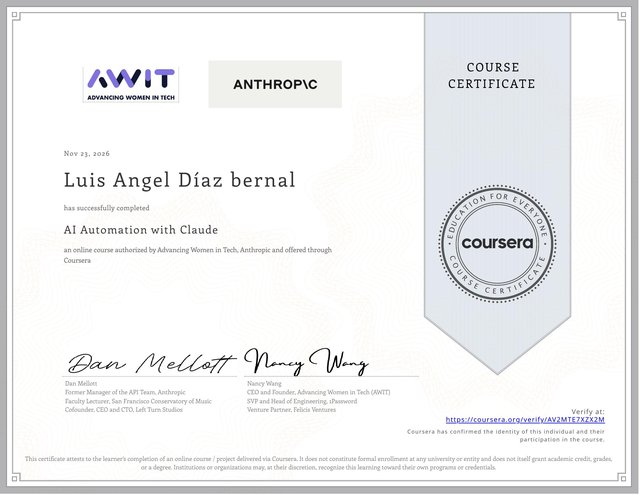 AWIT
ADVANCING WOMEN IN TECH
ANTHROP\C
COURSE
CERTIFICATE
Nov 23, 2026
Luis Angel Díaz bernal
has successfully completed
AI Automation with Claude
an online course authorized by Advancing Women in Tech, Anthropic and offered through
Coursera
EDUCATION FOR EVERYONE
coursera
COURSE CERTIFICATE
Dan Mellott
Nancy Wang
Dan Mellott
Former Manager of the API Team, Anthropic
Faculty Lecturer, San Francisco Conservatory of Music
Cofounder, CEO and CTO, Left Turn Studios
Nancy Wang
CEO and Founder, Advancing Women in Tech (AWIT)
SVP and Head of Engineering, 1Password
Venture Partner, Felicis Ventures
Verify at:
https://coursera.org/verify/AV2MTE7XZX2M
Coursera has confirmed the identity of this individual and their
participation in the course.
This certificate attests to the learner's completion of an online course / project delivered via Coursera. It does not constitute formal enrollment at any university or entity and does not itself grant academic credit, grades,
or a degree. Institutions or organizations may, at their discretion, recognize this learning toward their own programs or credentials.